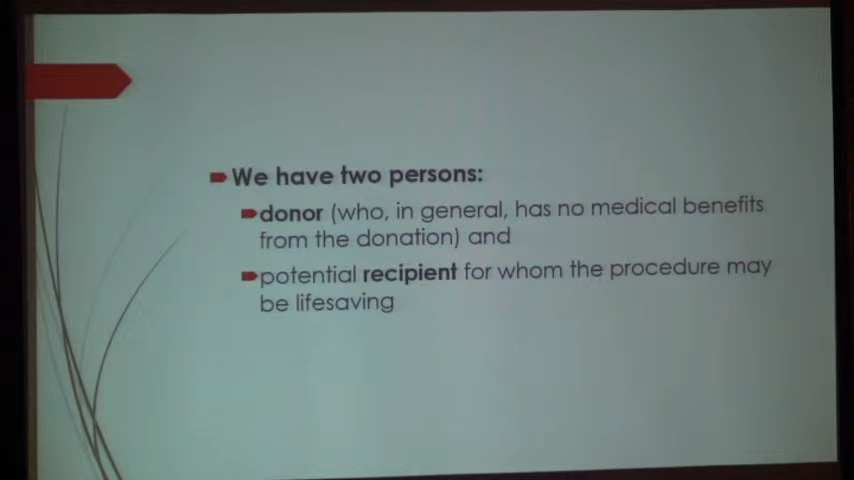 We have two persons:
donor (who, in general, has no medical benefits
from the donation) and
potential recipient for whom the procedure may
be lifesaving